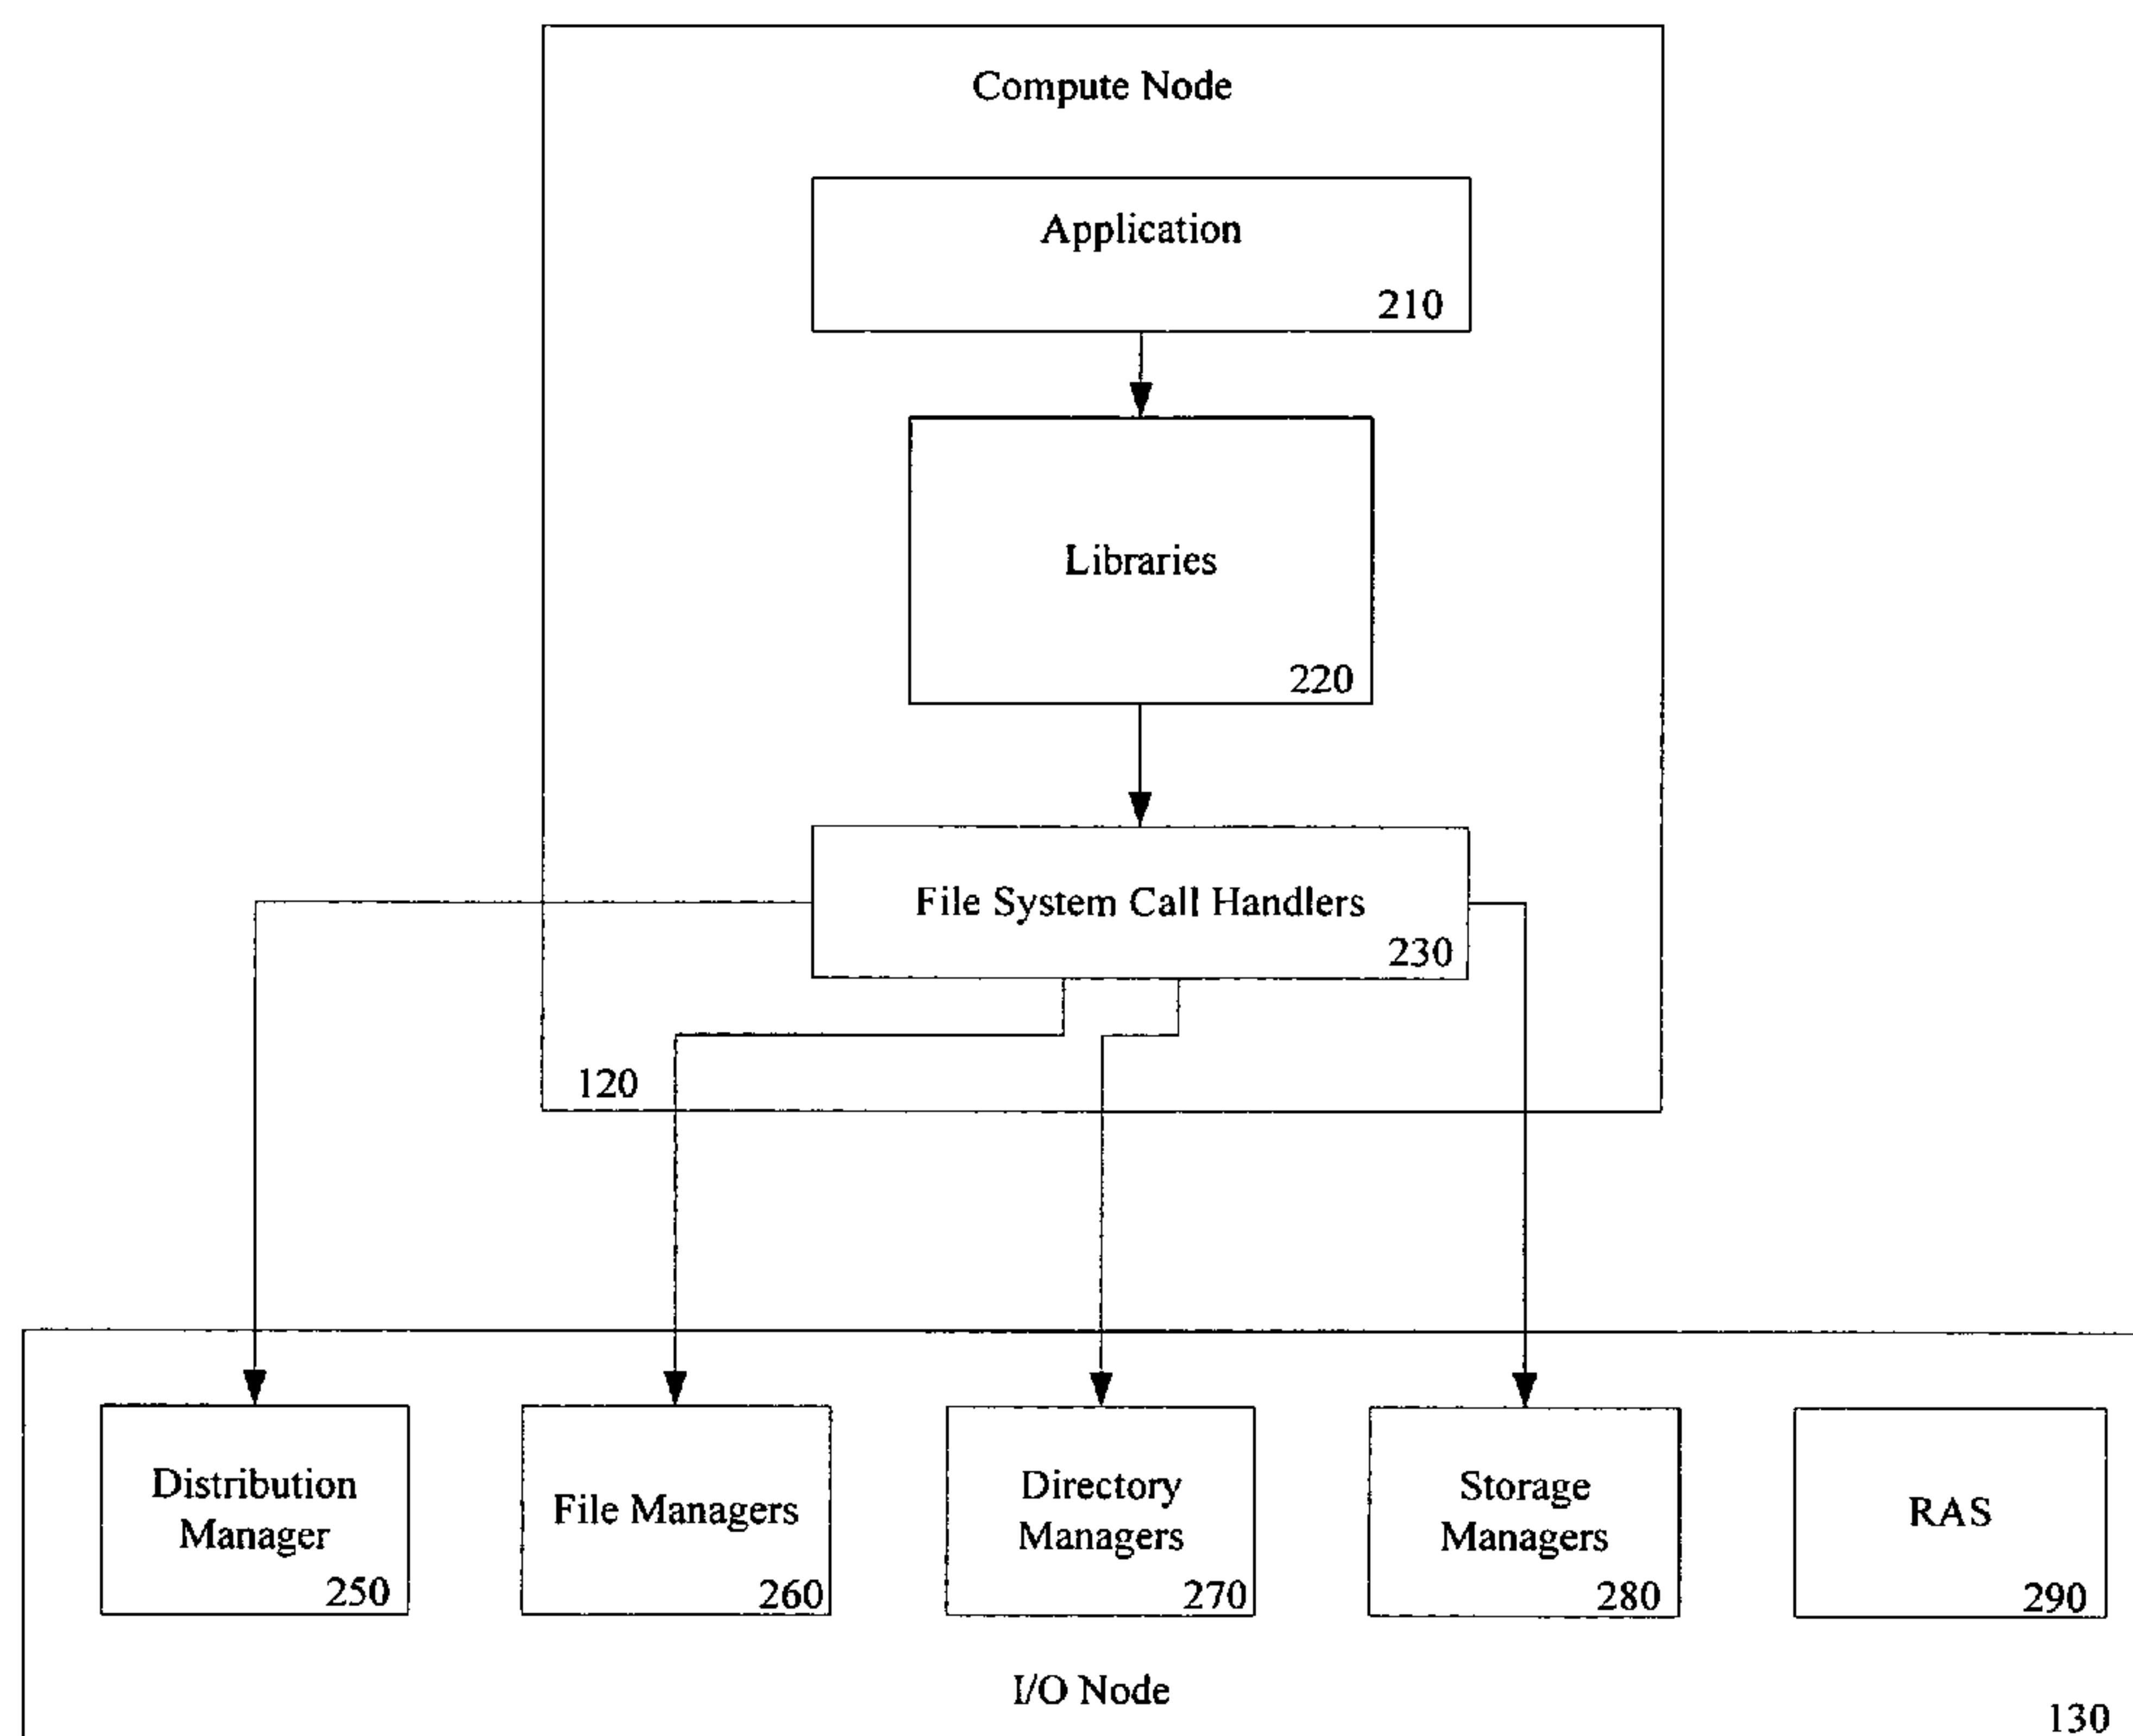 Compute Node
Application
210
Libraries
220
File System Call Handlers
230
120
Distribution
Manager
250
File Managers
260
Directory
Managers
270
Storage
Managers
280
RAS
290
I/O Node
130